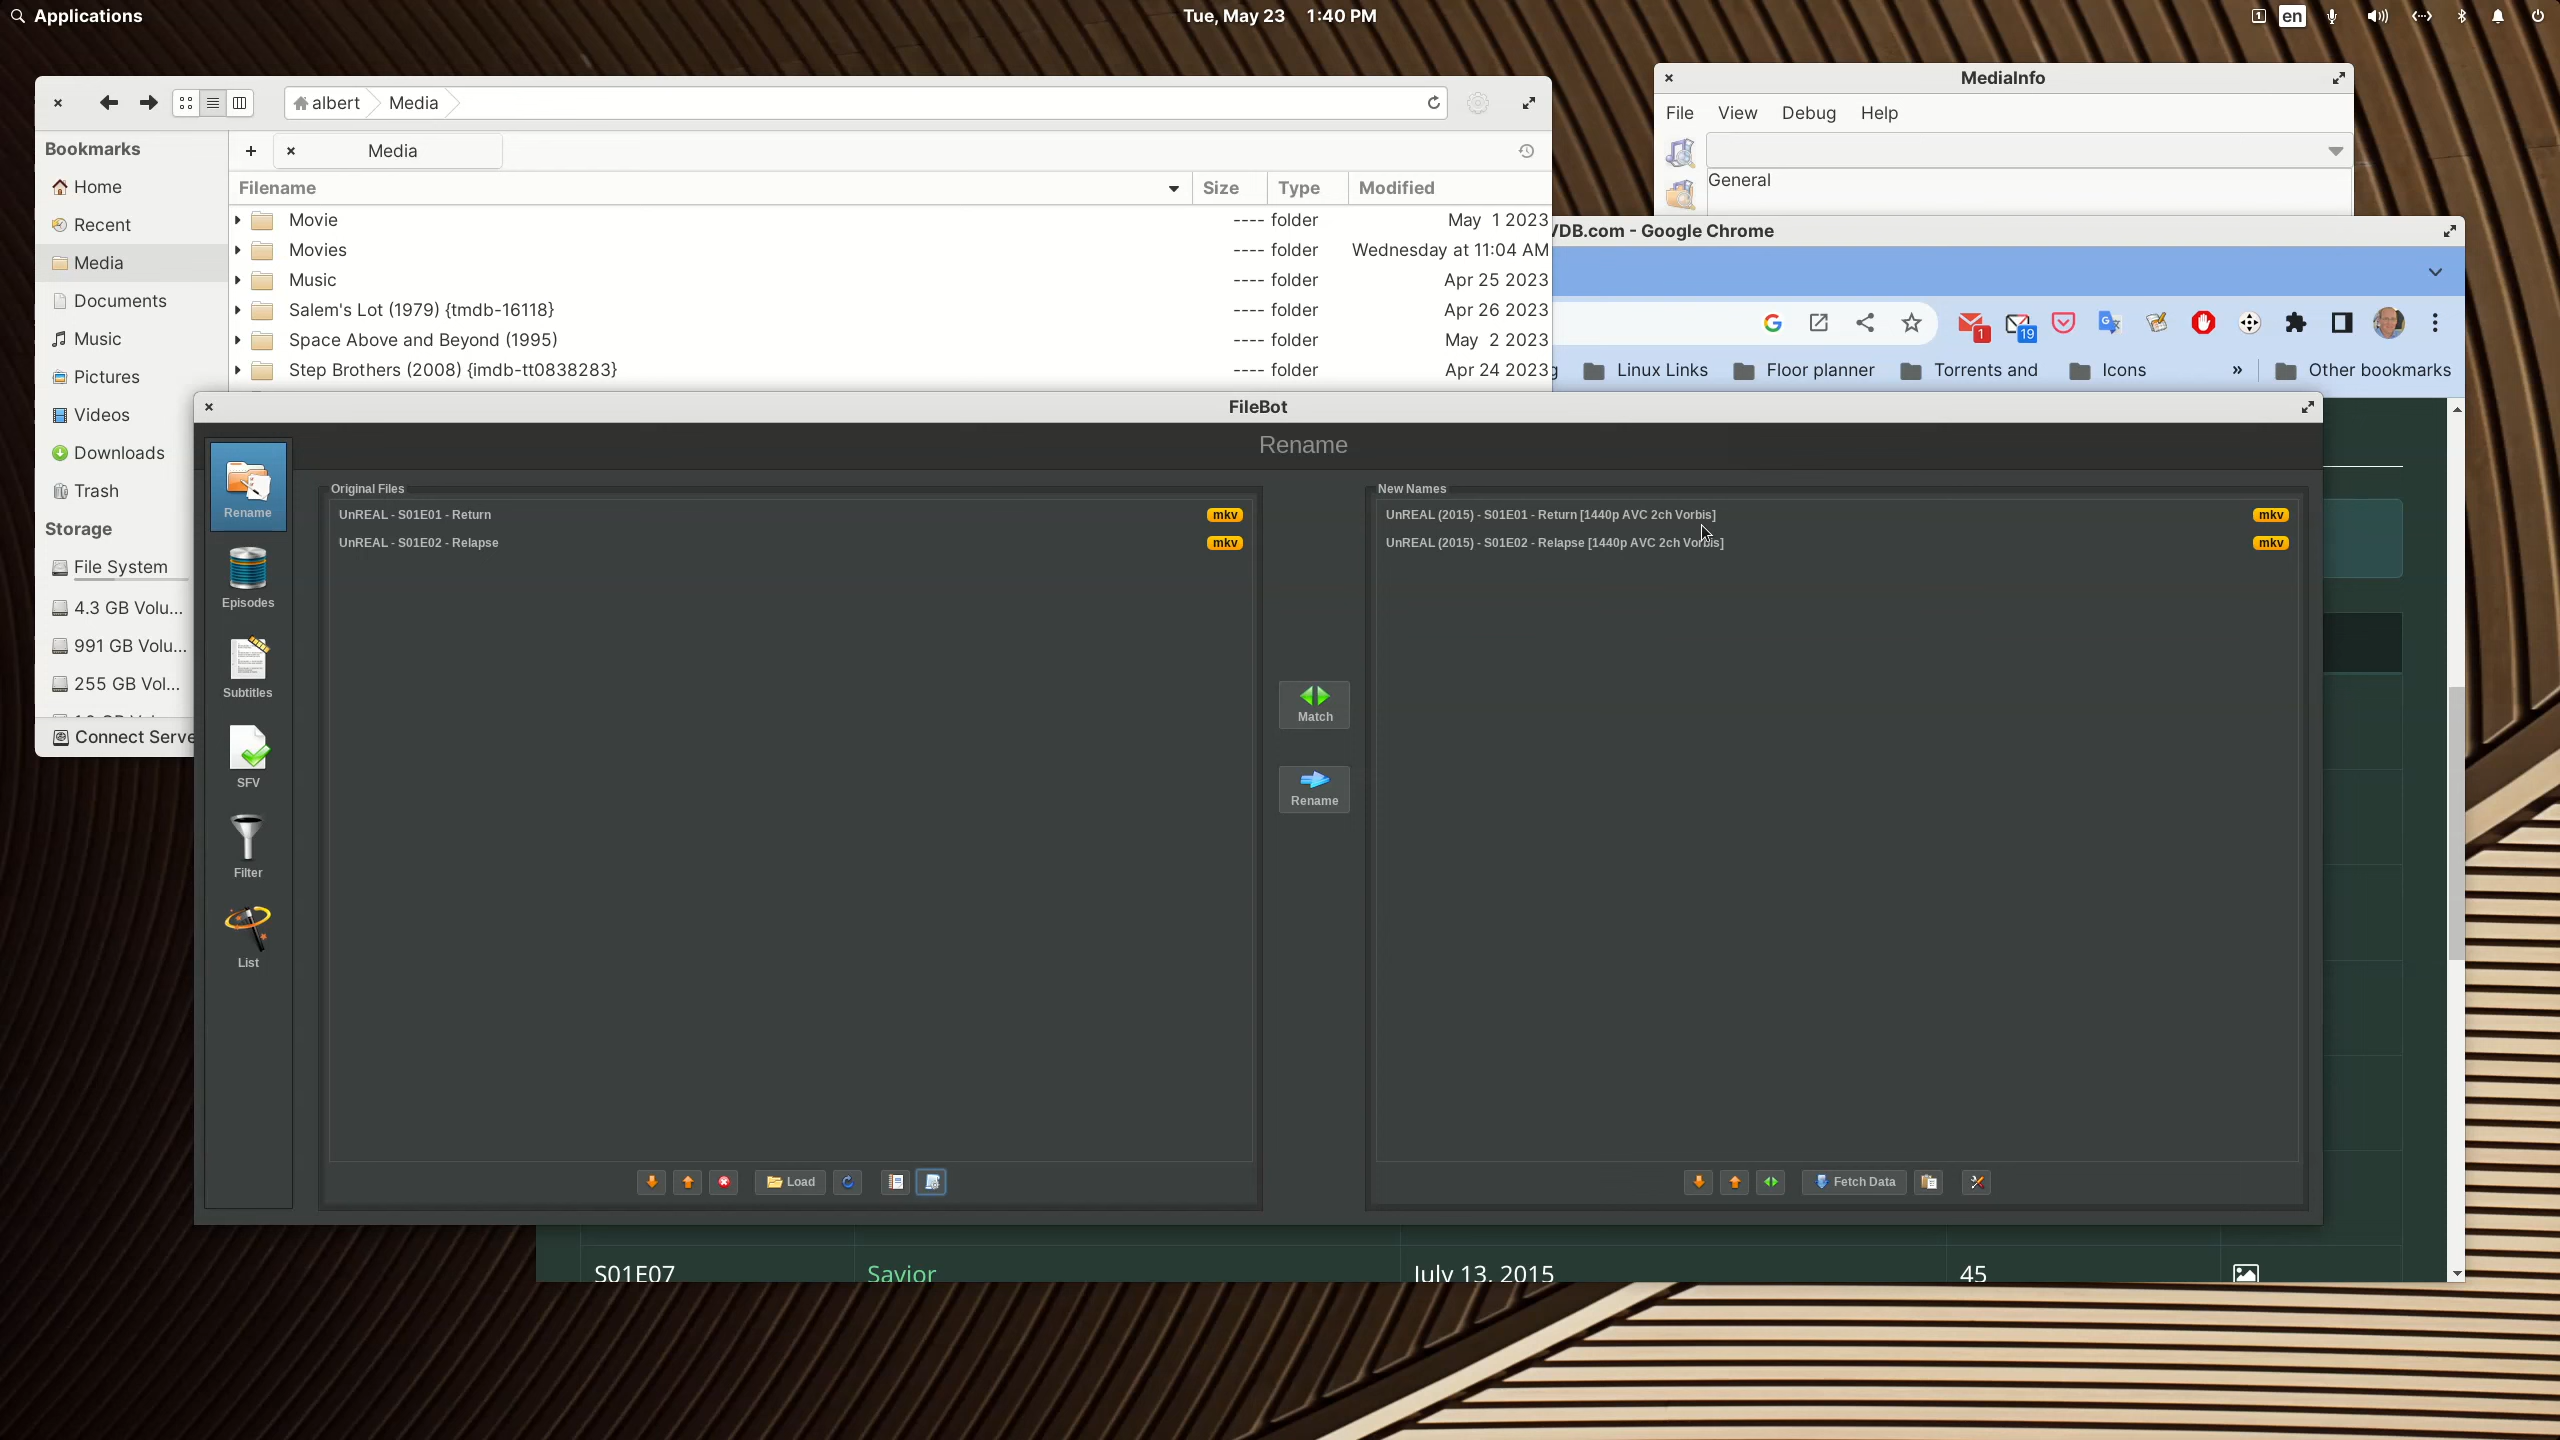 Applications
Tue, May 23 1:40 PM
1 en
albert Media
Media
Filename Size Type Modified
Movie ---- folder May 1 2023
Movies ---- folder Wednesday at 11:04 AM
Music ---- folder Apr 25 2023
Salem's Lot (1979) {tmdb-16118} ---- folder Apr 26 2023
Space Above and Beyond (1995) ---- folder May 2 2023
Step Brothers (2008) {imdb-tt0838283} ---- folder Apr 24 2023
Bookmarks
Home
Recent
Media
Documents
Music
Pictures
Videos
Downloads
Trash
Storage
File System
4.3 GB Volu...
991 GB Volu...
255 GB Vol...
Connect Serve
MediaInfo
File View Debug Help
General
VDB.com - Google Chrome
1 19
Linux Links Floor planner Torrents and Icons » Other bookmarks
FileBot
Rename
Rename
Episodes
Subtitles
SFV
Filter
List
Original Files
UnREAL - S01E01 - Return mkv
UnREAL - S01E02 - Relapse mkv
Match
Rename
New Names
UnREAL (2015) - S01E01 - Return [1440p AVC 2ch Vorbis] mkv
UnREAL (2015) - S01E02 - Relapse [1440p AVC 2ch Vorbis] mkv
Load
Fetch Data
S01E07 Savior July 13, 2015 45